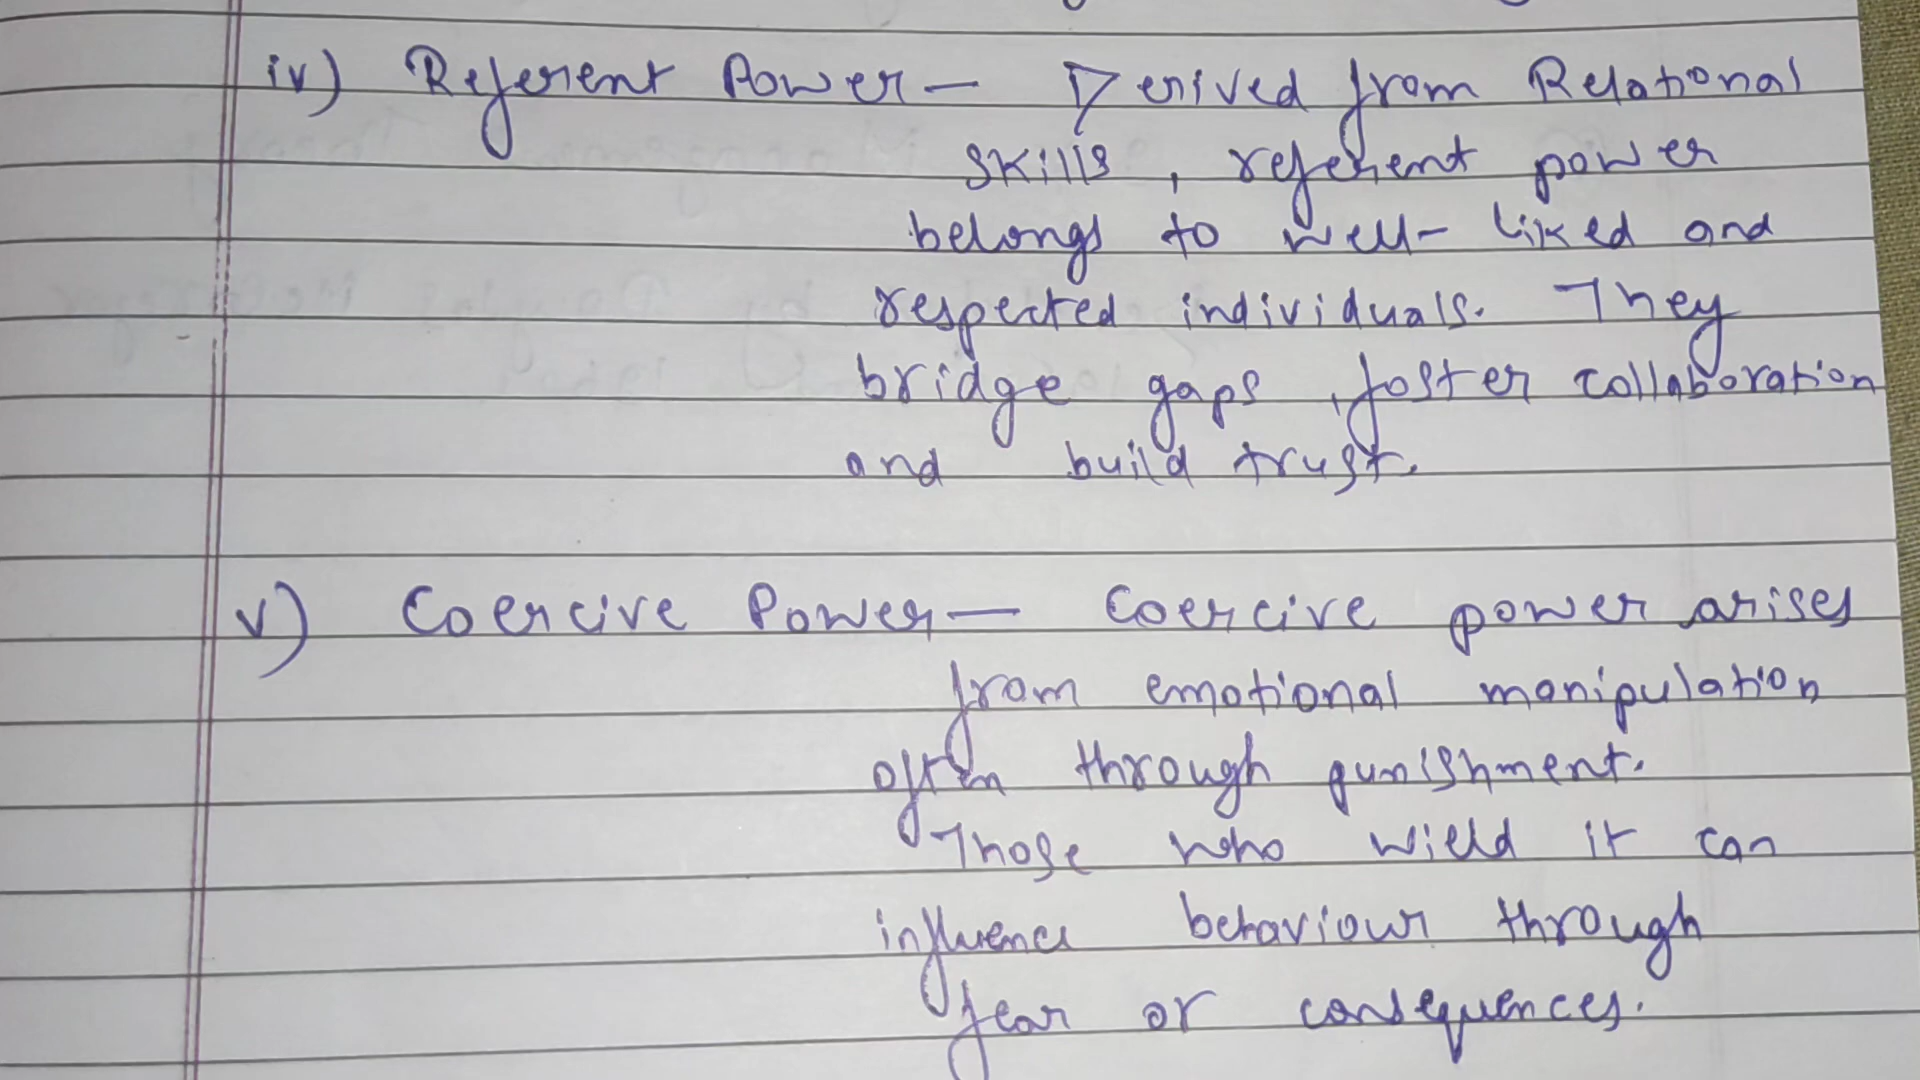 iv) Referent Power - Derived from Relational
skills, referent power
belongs to well-liked and
respected individuals. They
bridge gaps, foster collaboration
and build trust.
v) Coercive Power - Coercive power arises
from emotional manipulation
often through punishment.
Those who wield it can
influence behaviour through
fear or consequences.